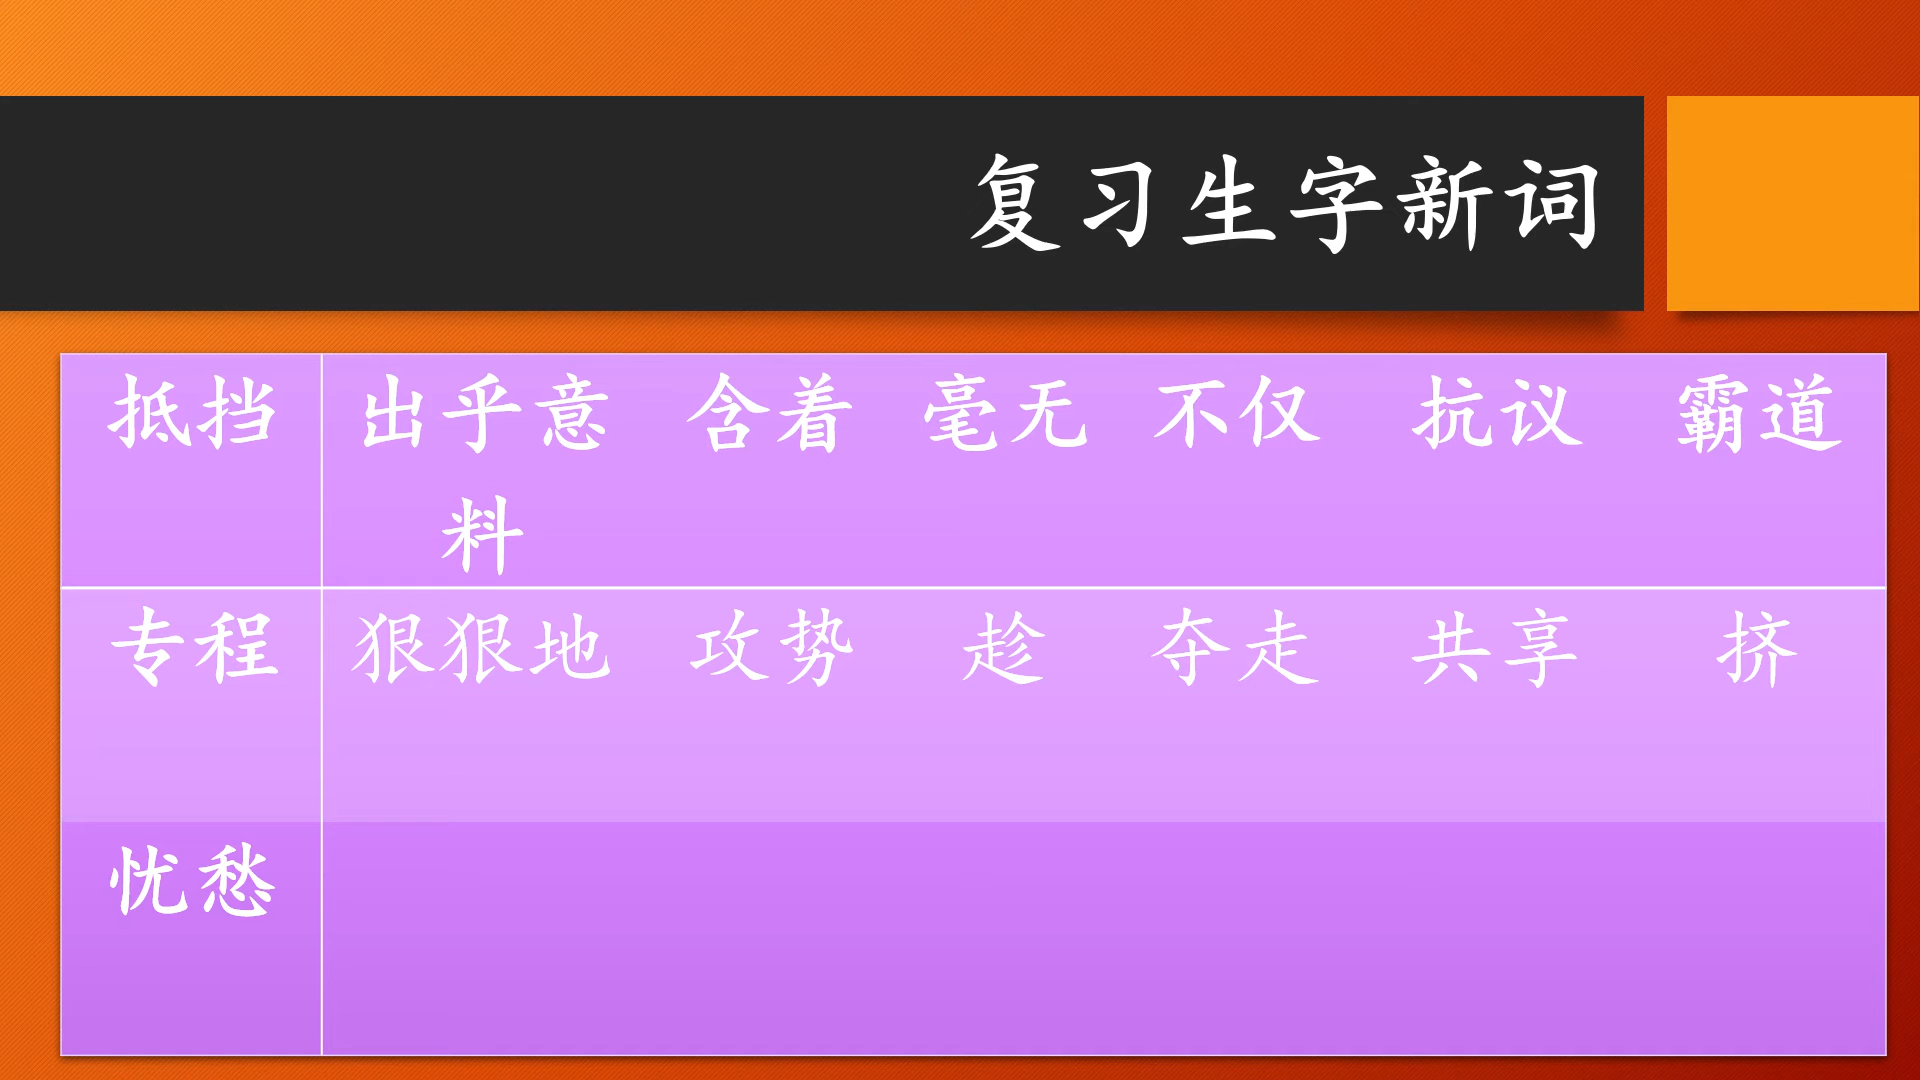 复习生字新词
抵挡 出乎意料 含着 毫无 不仅 抗议 霸道
专程 狠狠地 攻势 趁 夺走 共享 挤
忧愁